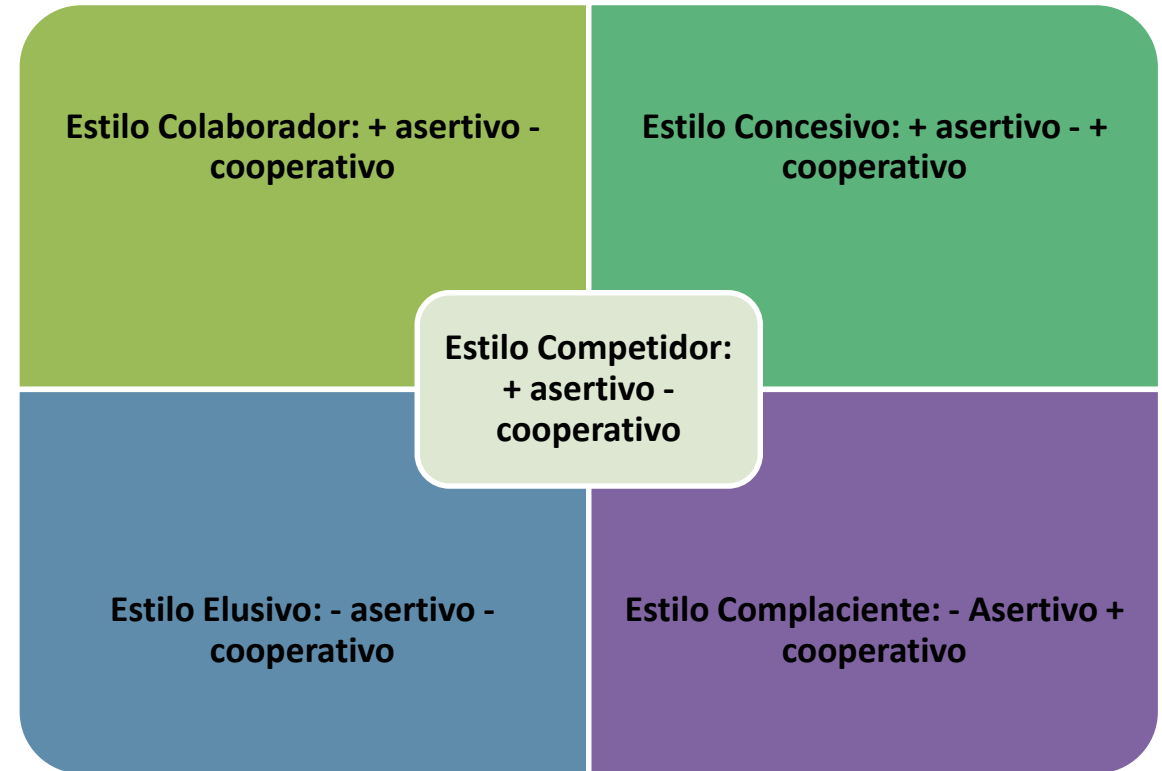 Estilo Colaborador: + asertivo -
cooperativo
Estilo Concesivo: + asertivo - +
cooperativo
Estilo Competidor:
+ asertivo -
cooperativo
Estilo Elusivo: - asertivo -
cooperativo
Estilo Complaciente: - Asertivo +
cooperativo